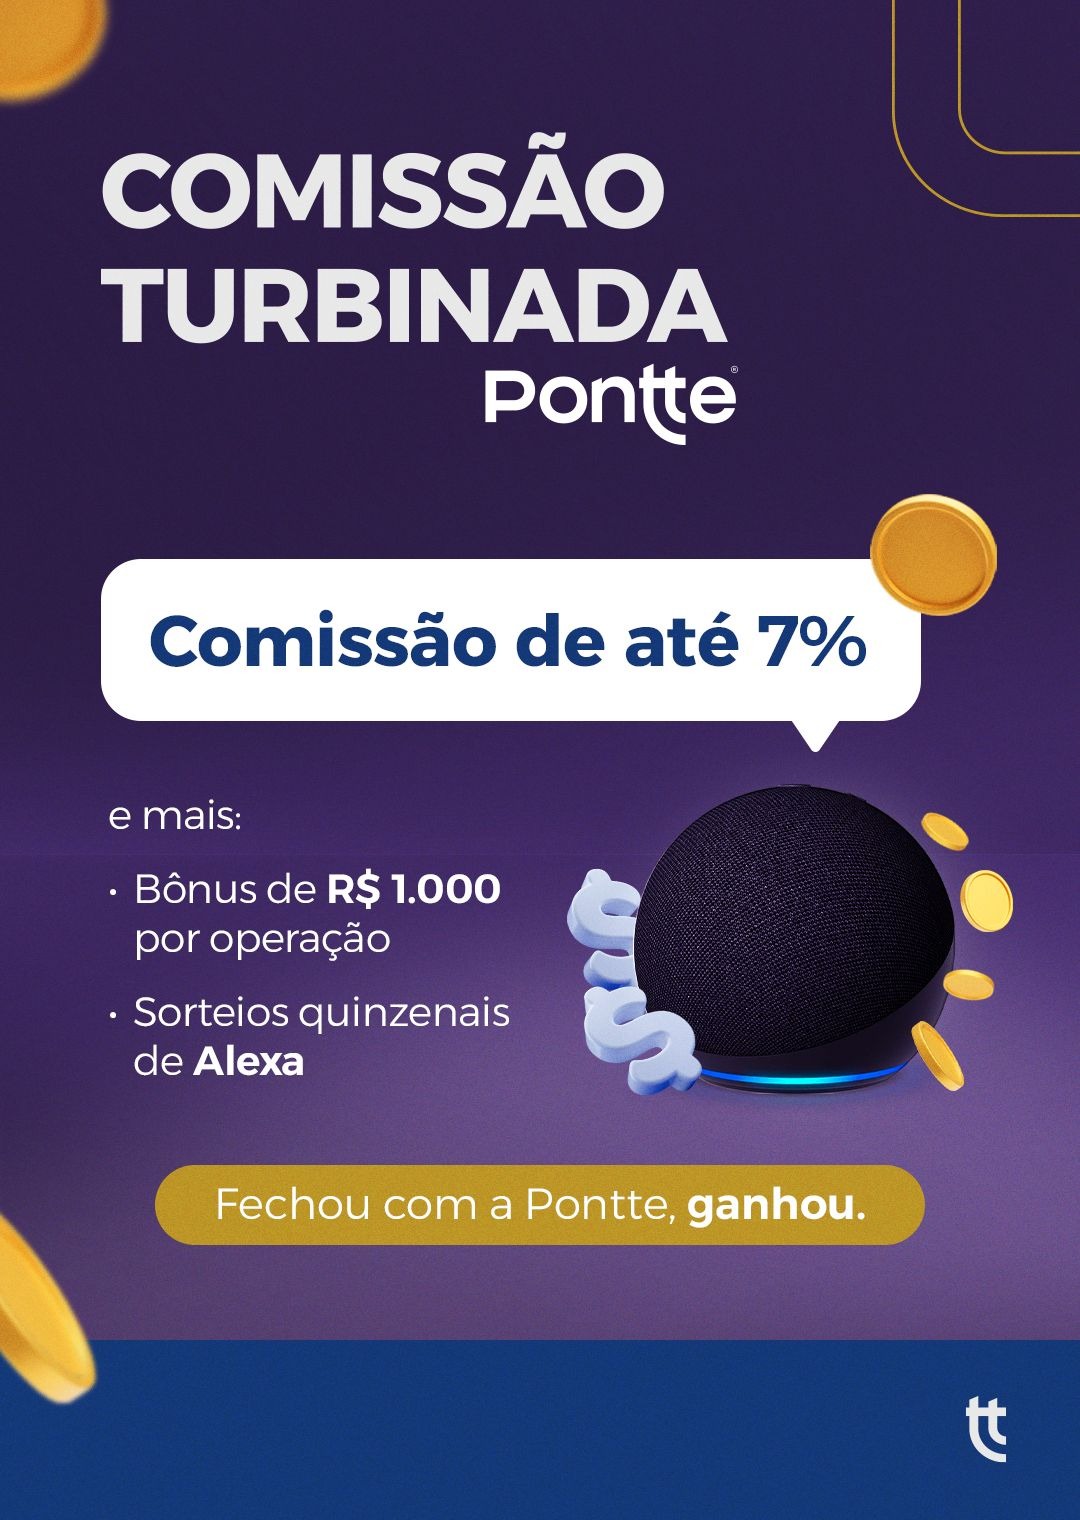 COMISSÃO
TURBINADA
Pontte®
Comissão de até 7%
e mais:
• Bônus de R$ 1.000
por operação
• Sorteios quinzenais
de Alexa
Fechou com a Pontte, ganhou.
tt